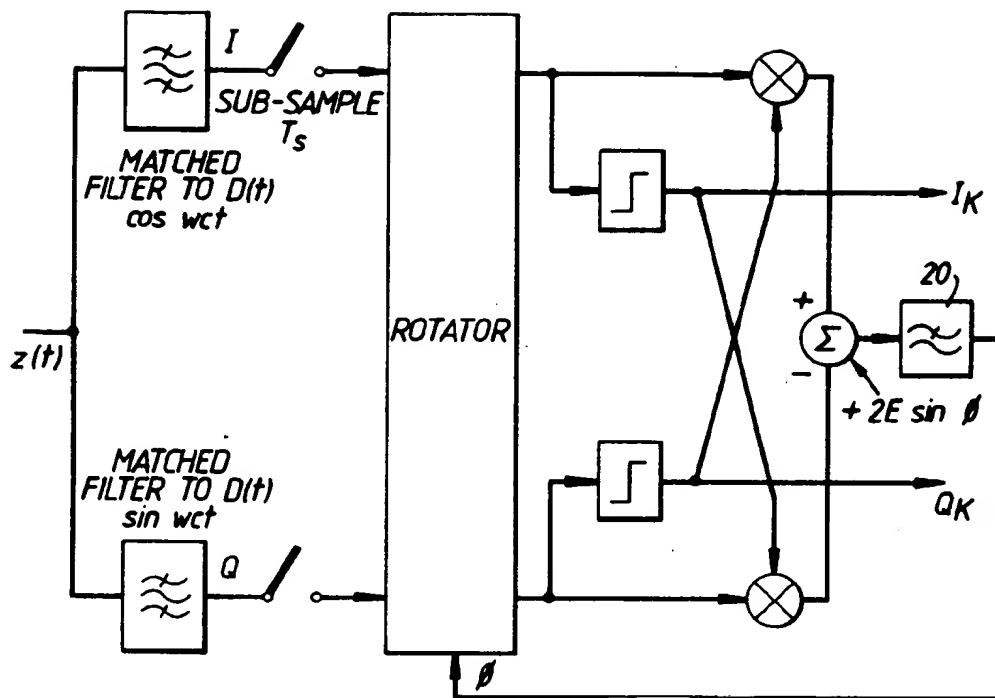 I
SUB-SAMPLE
Ts
MATCHED
FILTER TO D(t)
cos wct
IK
20
ROTATOR
+
z(t)
Σ
-
+ 2E sin ø
MATCHED
FILTER TO D(t)
sin wct
QK
Q
ø